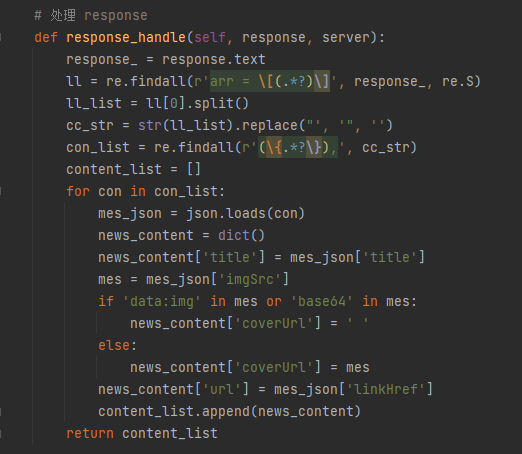 # 处理 response
def response_handle(self, response, server):
    response_ = response.text
    ll = re.findall(r'arr = \[(.*?)\]', response_, re.S)
    ll_list = ll[0].split()
    cc_str = str(ll_list).replace("', '", '')
    con_list = re.findall(r'(\{.*?\}),', cc_str)
    content_list = []
    for con in con_list:
        mes_json = json.loads(con)
        news_content = dict()
        news_content['title'] = mes_json['title']
        mes = mes_json['imgSrc']
        if 'data:img' in mes or 'base64' in mes:
            news_content['coverUrl'] = ' '
        else:
            news_content['coverUrl'] = mes
        news_content['url'] = mes_json['linkHref']
        content_list.append(news_content)
    return content_list